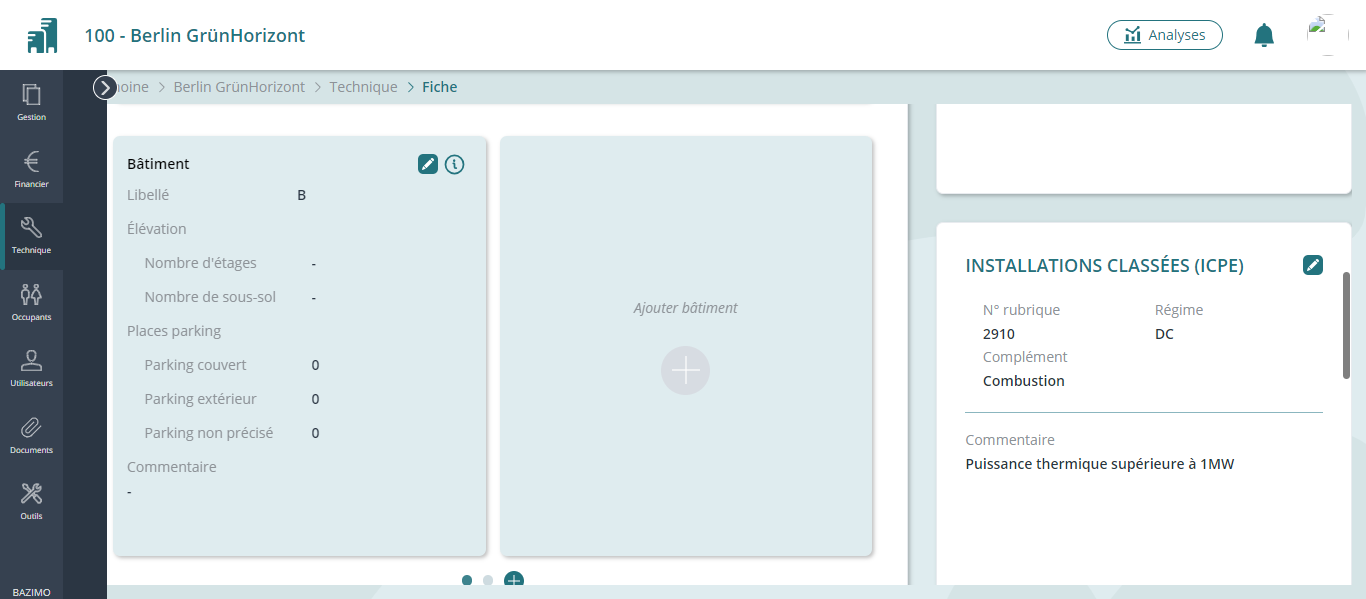 100 - Berlin GrünHorizont
Analyses
Gestion
Financier
Technique
Occupants
Utilisateurs
Documents
Outils
BAZIMO
oine > Berlin GrünHorizont > Technique > Fiche
Bâtiment
Libellé B
Élévation
Nombre d'étages -
Nombre de sous-sol -
Places parking
Parking couvert 0
Parking extérieur 0
Parking non précisé 0
Commentaire
-
Ajouter bâtiment
INSTALLATIONS CLASSÉES (ICPE)
N° rubrique Régime
2910 DC
Complément
Combustion
Commentaire
Puissance thermique supérieure à 1MW